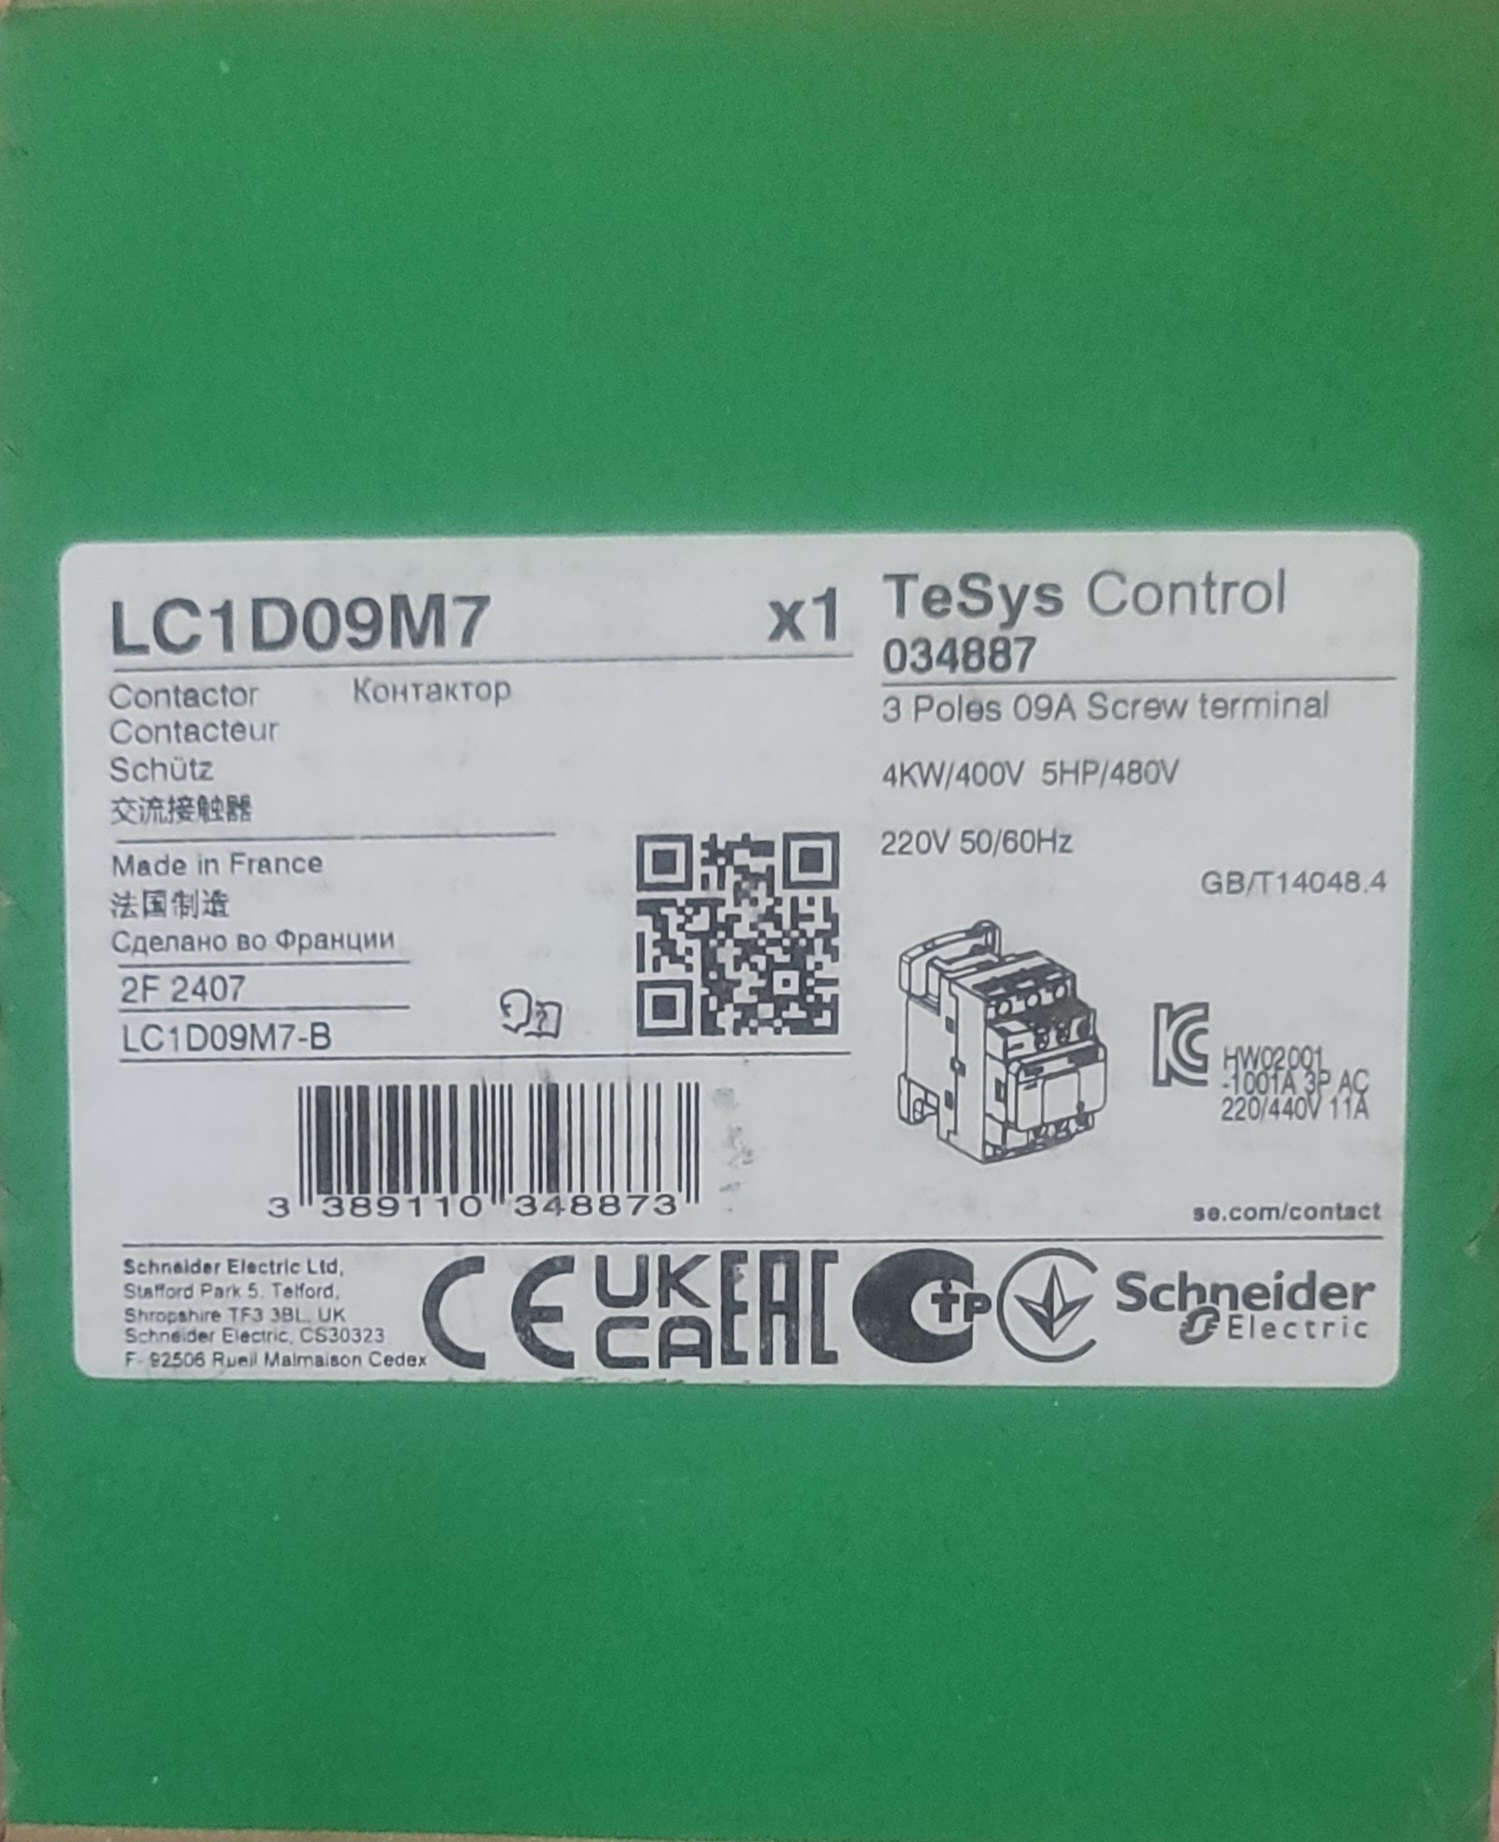 LC1D09M7 x1
Contactor Контактор
Contacteur
Schütz
交流接触器
Made in France
法国制造
Сделано во Франции
2F 2407
LC1D09M7-B
3 389110 348873
TeSys Control
034887
3 Poles 09A Screw terminal
4KW/400V 5HP/480V
220V 50/60Hz
GB/T14048.4
HW02001
-1001A 3P AC
220/440V 11A
se.com/contact
Schneider Electric Ltd,
Stafford Park 5, Telford,
Shropshire TF3 3BL, UK
Schneider Electric, CS30323
F- 92506 Rueil Malmaison Cedex
CE UK
CA EAC
Schneider
Electric